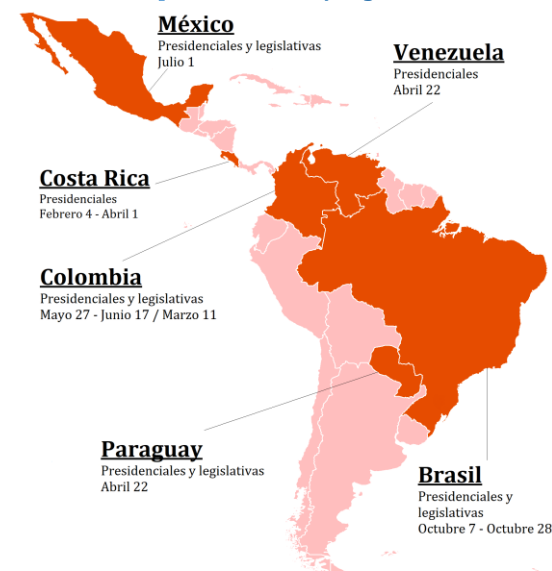 México
Presidenciales y legislativas
Julio 1
Venezuela
Presidenciales
Abril 22
Costa Rica
Presidenciales
Febrero 4 - Abril 1
Colombia
Presidenciales y legislativas
Mayo 27 - Junio 17 / Marzo 11
Paraguay
Presidenciales y legislativas
Abril 22
Brasil
Presidenciales y
legislativas
Octubre 7 - Octubre 28